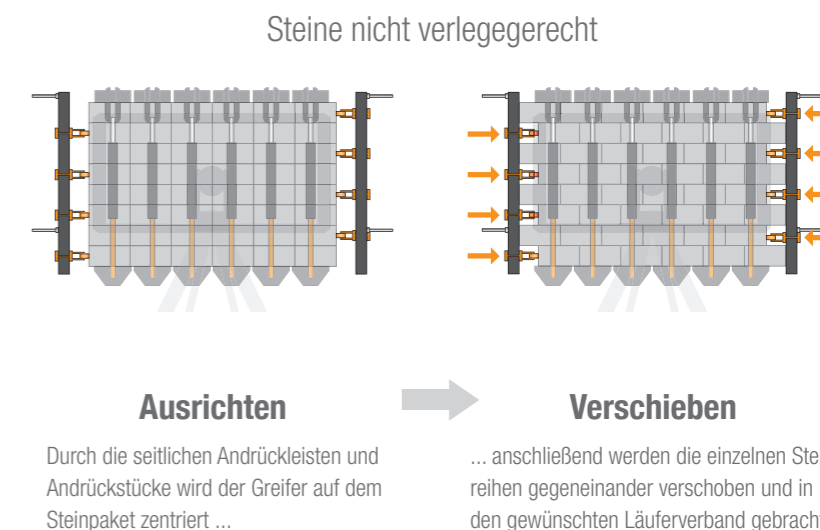 Steine nicht verlegegerecht
Ausrichten
Durch die seitlichen Andrückleisten und
Andrückstücke wird der Greifer auf dem
Steinpaket zentriert ...
Verschieben
... anschließend werden die einzelnen Ste
reihen gegeneinander verschoben und in
den gewünschten Läuferverband gebracht